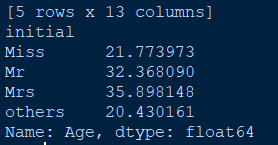 [5 rows x 13 columns]
initial
Miss 21.773973
Mr 32.368090
Mrs 35.898148
others 20.430161
Name: Age, dtype: float64